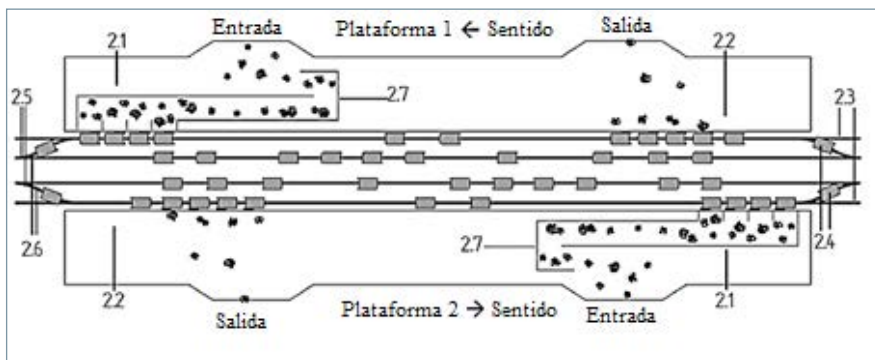 Entrada Plataforma 1 ← Sentido Salida
2.1 2.2
2.7
2.5 2.3
2.6 2.7 2.4
2.2 2.1
Salida Plataforma 2 → Sentido Entrada